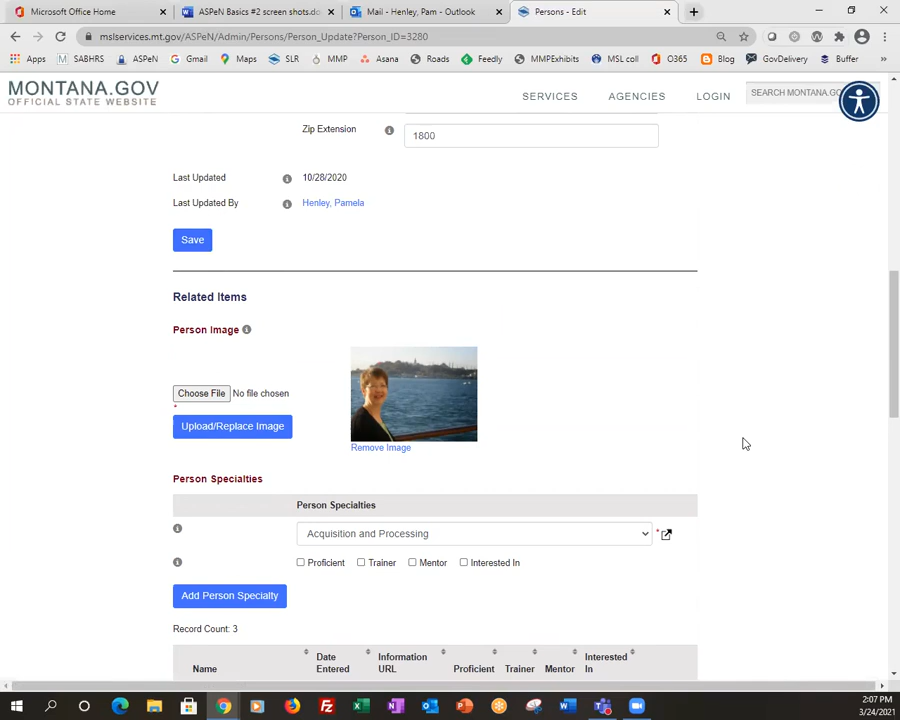 Microsoft Office Home
ASPeN Basics #2 screen shots.do
Mail - Henley, Pam - Outlook
Persons - Edit
mslservices.mt.gov/ASPeN/Admin/Persons/Person_Update?Person_ID=3280
Apps
SABHRS
ASPeN
Gmail
Maps
SLR
MMP
Asana
Roads
Feedly
MMPExhibits
MSL coll
O365
Blog
GovDelivery
Buffer
MONTANA.GOV
OFFICIAL STATE WEBSITE
SERVICES
AGENCIES
LOGIN
SEARCH MONTANA.GO
Zip Extension
1800
Last Updated
10/28/2020
Last Updated By
Henley, Pamela
Save
Related Items
Person Image
Choose File No file chosen
*
Upload/Replace Image
Remove Image
Person Specialties
Person Specialties
Acquisition and Processing
*
Proficient
Trainer
Mentor
Interested In
Add Person Specialty
Record Count: 3
Name
Date Entered
Information URL
Proficient
Trainer
Mentor
Interested In
2:07 PM
3/24/2021